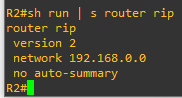 R2#sh run | s router rip
router rip
 version 2
 network 192.168.0.0
 no auto-summary
R2#